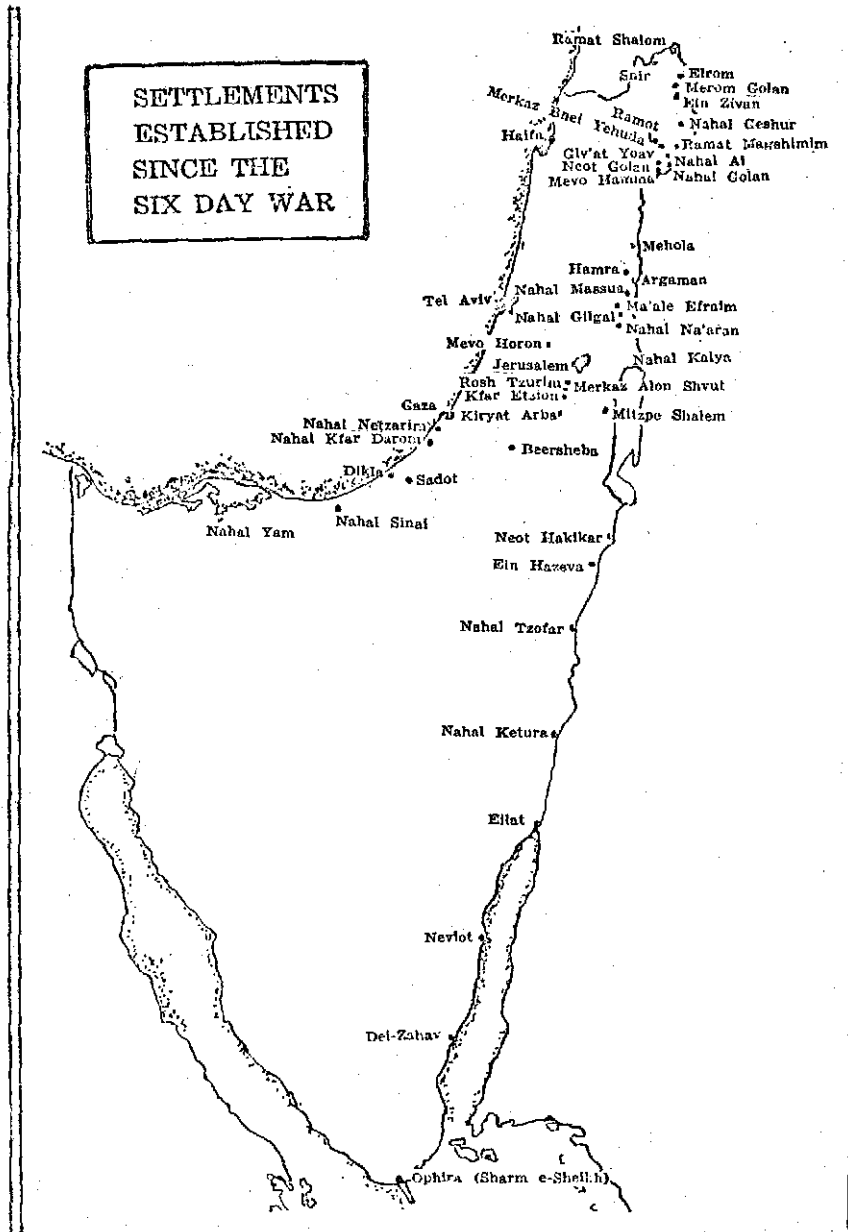 SETTLEMENTS
ESTABLISHED
SINCE THE
SIX DAY WAR
Ramat Shalom
Snir
Elrom
Merom Golan
Ein Zivan
Merkaz Bnei Yehuda
Ramot
Nahal Geshur
Haifa
Ramat Magshimim
Giv'at Yoav
Nahal Al
Neot Golan
Nahal Golan
Mevo Hamma
Mehola
Hamra
Argaman
Nahal Massua
Tel Aviv
Ma'ale Efraim
Nahal Gilgal
Nahal Na'aran
Mevo Horon
Jerusalem
Nahal Kalya
Rosh Tzurim
Merkaz Alon Shvut
Kfar Etzion
Gaza
Kiryat Arba
Mitzpe Shalem
Nahal Netzarim
Nahal Kfar Darom
Beersheba
Dikla
Sadot
Nahal Yam
Nahal Sinai
Neot Hakikar
Ein Hazeva
Nahal Tzofar
Nahal Ketura
Eilat
Neviot
Dei-Zahav
Ophira (Sharm e-Sheikh)